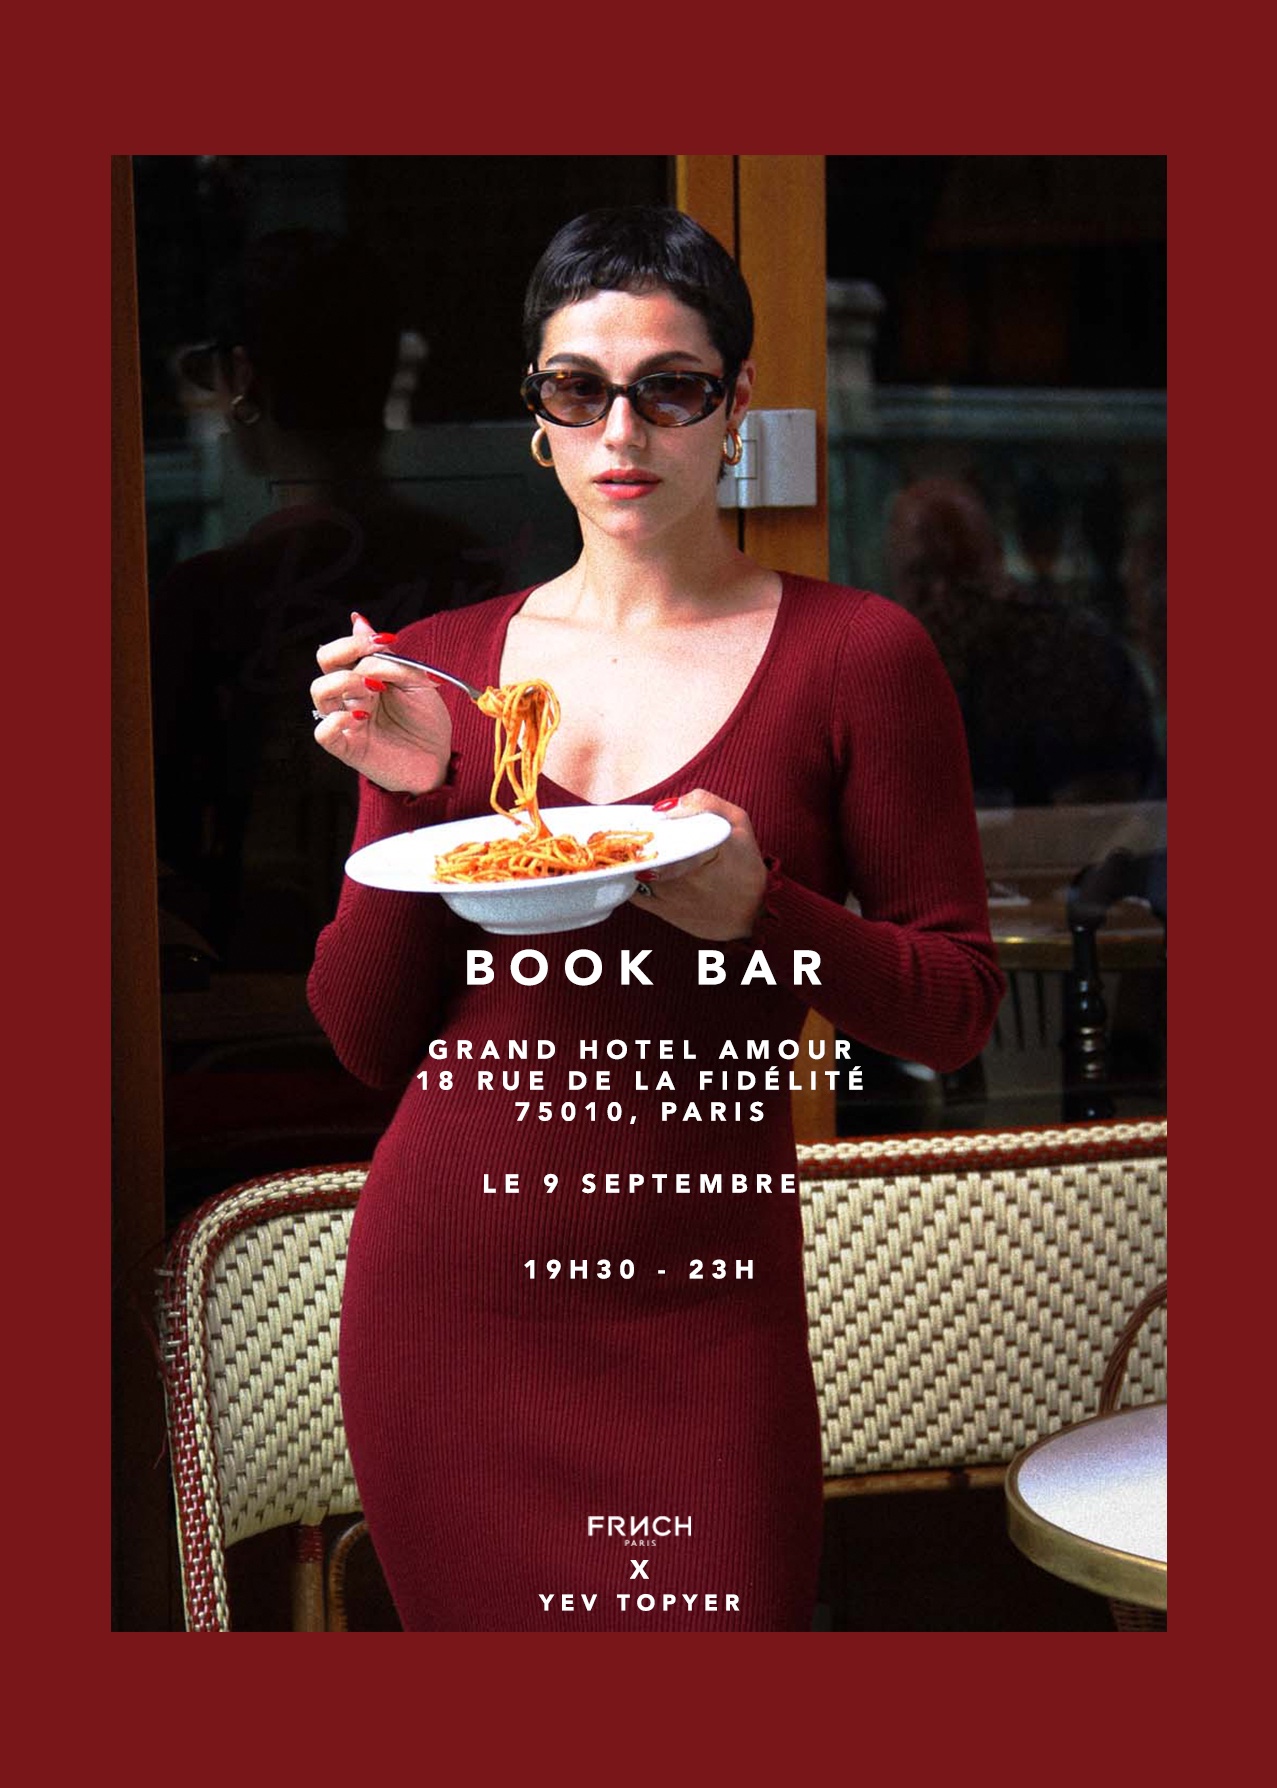 BOOK BAR
GRAND HOTEL AMOUR
18 RUE DE LA FIDÉLITÉ
75010, PARIS
LE 9 SEPTEMBRE
19H30 - 23H
FRNCH
PARIS
X
YEV TOPYER